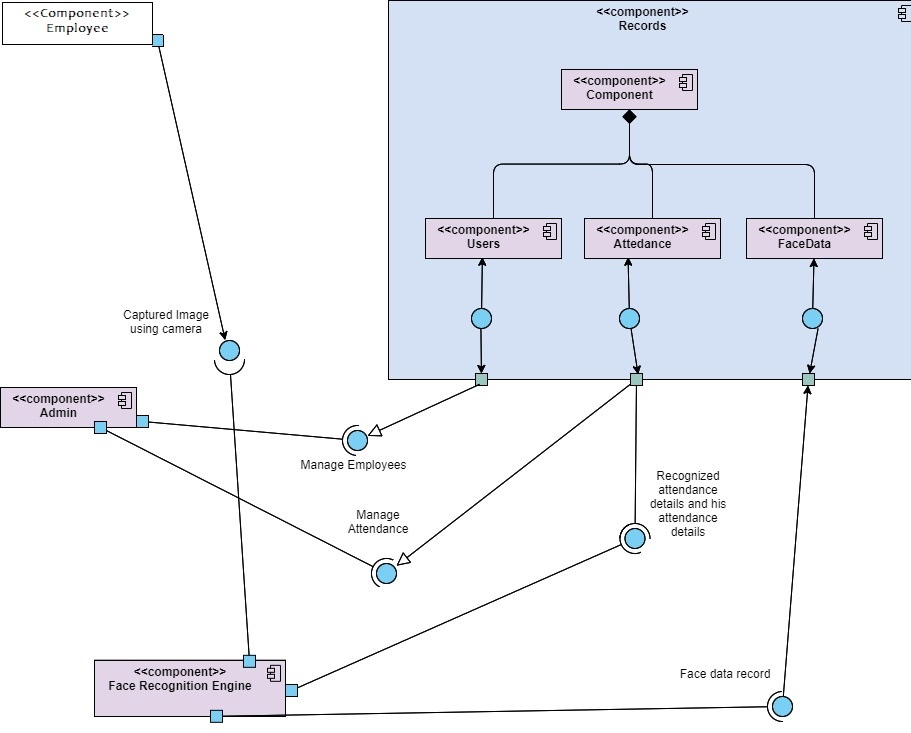 <<Component>>
Employee
<<component>>
Records
<<component>>
Component
<<component>>
Users
<<component>>
Attedance
<<component>>
FaceData
Captured Image
using camera
<<component>>
Admin
Manage Employees
Manage
Attendance
Recognized
attendance
details and his
attendance
details
<<component>>
Face Recognition Engine
Face data record